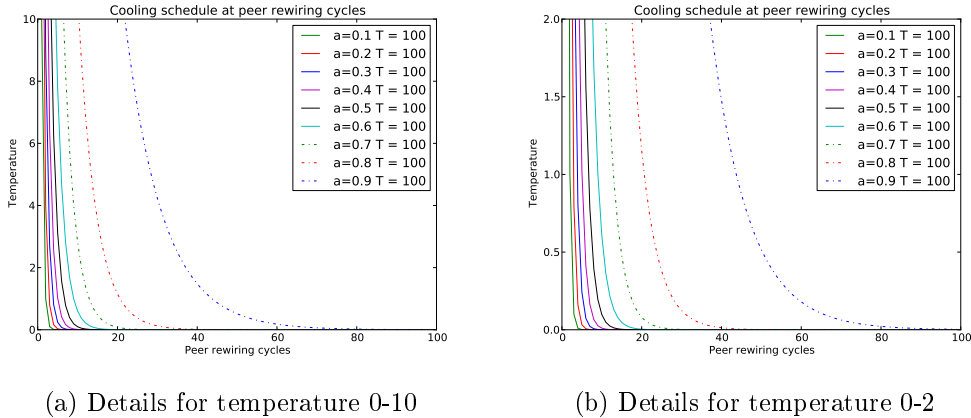 Cooling schedule at peer rewiring cycles
10
8
6
4
2
0
Temperature
a=0.1 T = 100
a=0.2 T = 100
a=0.3 T = 100
a=0.4 T = 100
a=0.5 T = 100
a=0.6 T = 100
a=0.7 T = 100
a=0.8 T = 100
a=0.9 T = 100
0 20 40 60 80 100
Peer rewiring cycles
(a) Details for temperature 0-10
Cooling schedule at peer rewiring cycles
2.0
1.5
1.0
0.5
0.0
Temperature
a=0.1 T = 100
a=0.2 T = 100
a=0.3 T = 100
a=0.4 T = 100
a=0.5 T = 100
a=0.6 T = 100
a=0.7 T = 100
a=0.8 T = 100
a=0.9 T = 100
0 20 40 60 80 100
Peer rewiring cycles
(b) Details for temperature 0-2